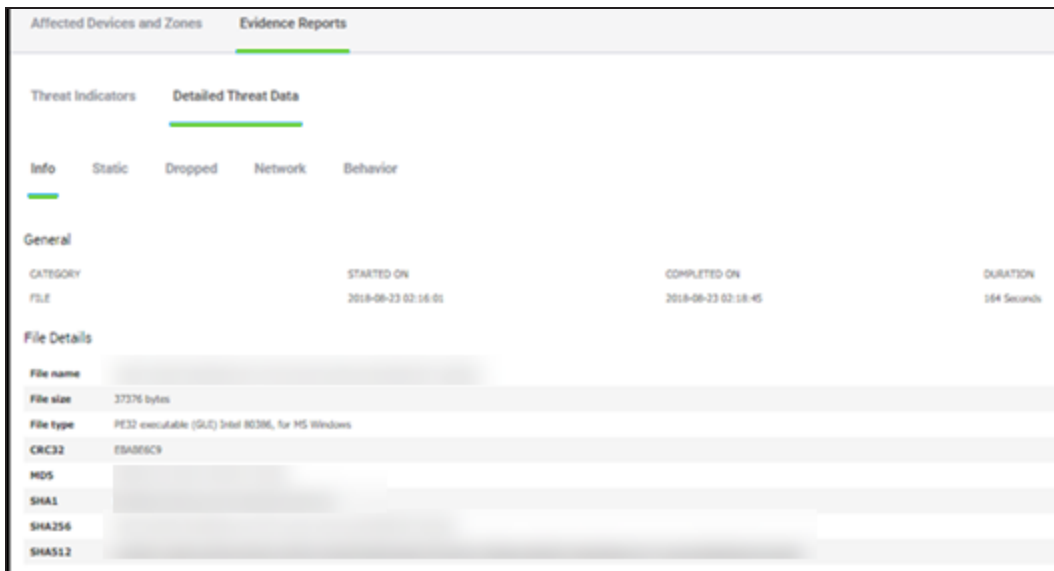 Affected Devices and Zones Evidence Reports
Threat Indicators Detailed Threat Data
Info Static Dropped Network Behavior
General
CATEGORY STARTED ON COMPLETED ON DURATION
FILE 2018-08-23 02:16:01 2018-08-23 02:18:45 164 Seconds
File Details
File name
File size 37376 bytes
File type PE32 executable (GUI) Intel 80386, for MS Windows
CRC32
MD5
SHA1
SHA256
SHA512